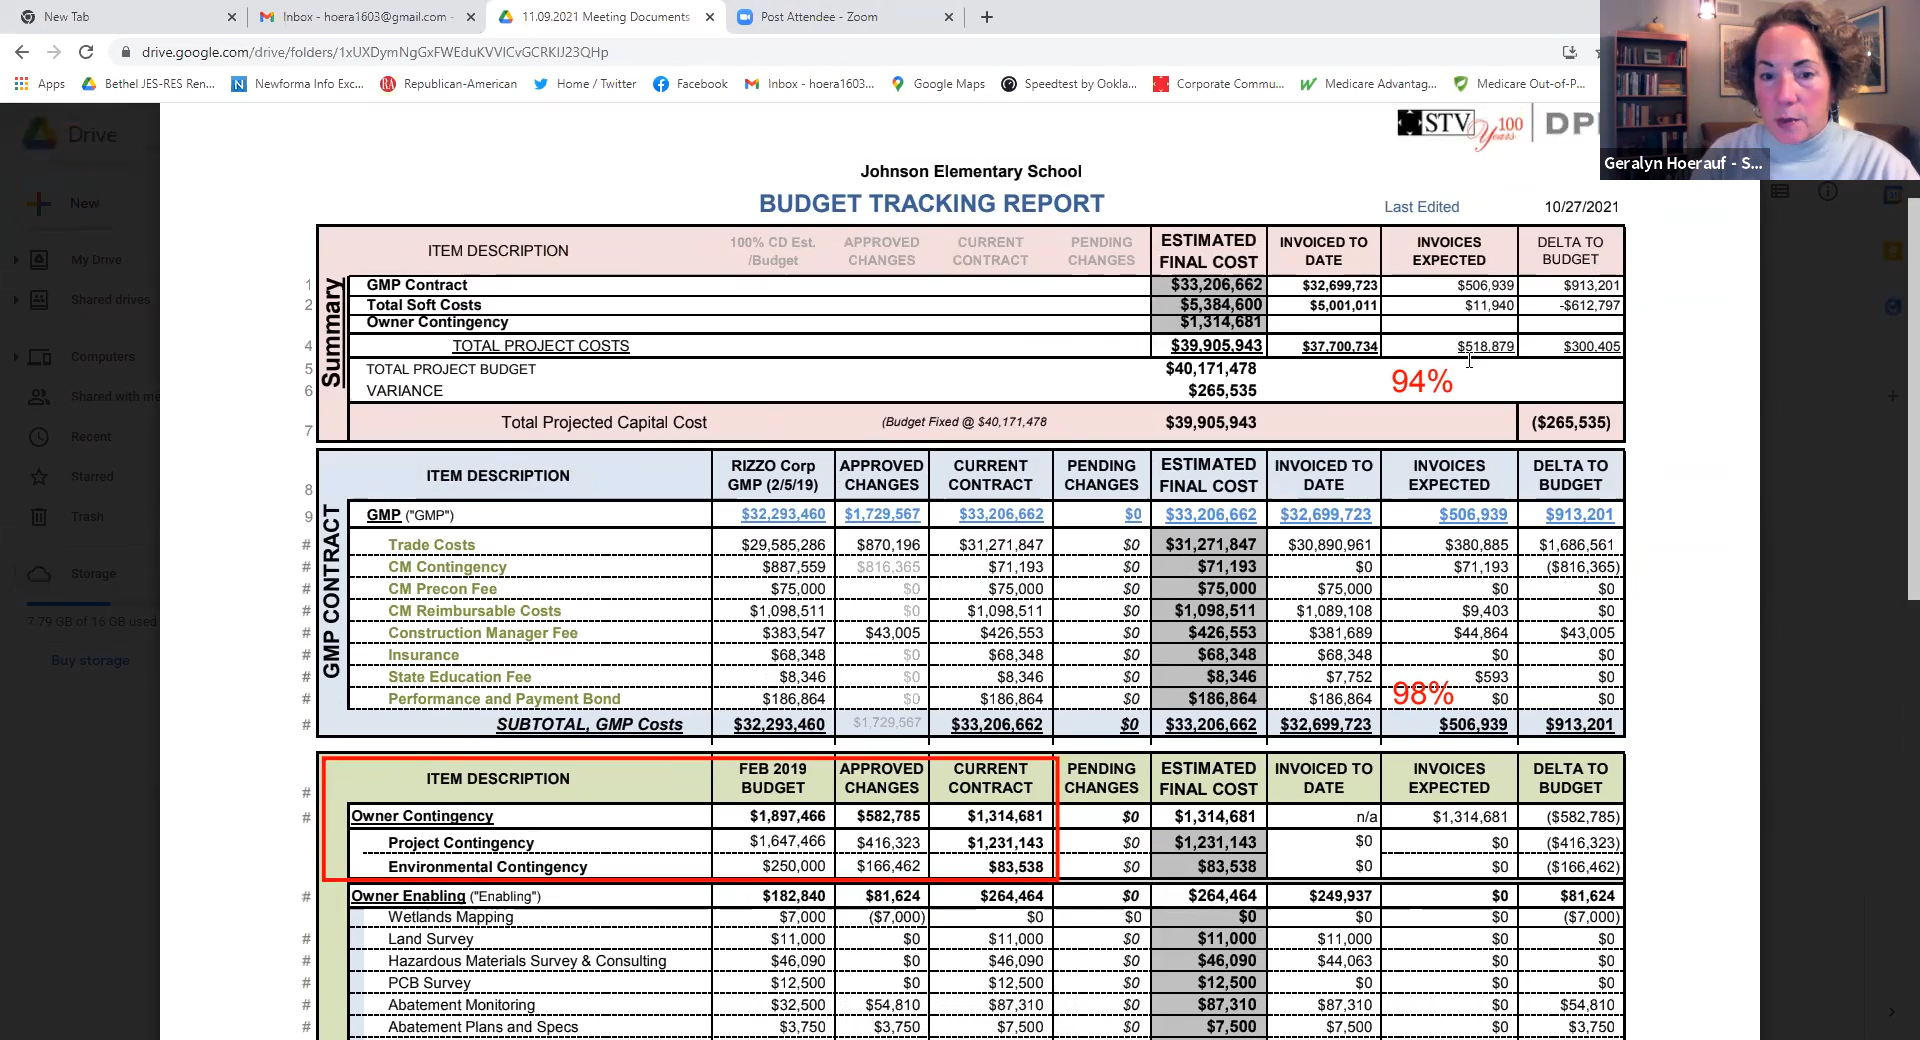 New Tab
Inbox - hoera1603@gmail.com -
11.09.2021 Meeting Documents
Post Attendee - Zoom
drive.google.com/drive/folders/1xUXDymNgGxFWEduKVVICvGCRKIJ23QHp
Apps
Bethel JES-RES Ren...
Newforma Info Exc...
Republican-American
Home / Twitter
Facebook
Inbox - hoera1603...
Google Maps
Speedtest by Ookla...
Corporate Commu...
Medicare Advantag...
Medicare Out-of-P...
Geralyn Hoerauf - S...
Drive
New
My Drive
Shared drives
Computers
Shared with me
Recent
Starred
Trash
Storage
7.79 GB of 16 GB used
Buy storage
STV 100 Years
Johnson Elementary School
BUDGET TRACKING REPORT Last Edited 10/27/2021
Summary
ITEM DESCRIPTION 100% CD Est. /Budget APPROVED CHANGES CURRENT CONTRACT PENDING CHANGES ESTIMATED FINAL COST INVOICED TO DATE INVOICES EXPECTED DELTA TO BUDGET
1 GMP Contract $33,206,662 $32,699,723 $506,939 $913,201
2 Total Soft Costs $5,384,600 $5,001,011 $11,940 -$612,797
Owner Contingency $1,314,681
4 TOTAL PROJECT COSTS $39,905,943 $37,700,734 $518,879 $300,405
5 TOTAL PROJECT BUDGET $40,171,478
94%
6 VARIANCE $265,535
7 Total Projected Capital Cost (Budget Fixed @ $40,171,478 $39,905,943 ($265,535)
GMP CONTRACT
8 ITEM DESCRIPTION RIZZO Corp GMP (2/5/19) APPROVED CHANGES CURRENT CONTRACT PENDING CHANGES ESTIMATED FINAL COST INVOICED TO DATE INVOICES EXPECTED DELTA TO BUDGET
9 GMP ("GMP") $32,293,460 $1,729,567 $33,206,662 $0 $33,206,662 $32,699,723 $506,939 $913,201
# Trade Costs $29,585,286 $870,196 $31,271,847 $0 $31,271,847 $30,890,961 $380,885 $1,686,561
# CM Contingency $887,559 $816,365 $71,193 $0 $71,193 $0 $71,193 ($816,365)
# CM Precon Fee $75,000 $0 $75,000 $0 $75,000 $75,000 $0 $0
# CM Reimbursable Costs $1,098,511 $0 $1,098,511 $0 $1,098,511 $1,089,108 $9,403 $0
# Construction Manager Fee $383,547 $43,005 $426,553 $0 $426,553 $381,689 $44,864 $43,005
# Insurance $68,348 $0 $68,348 $0 $68,348 $68,348 $0 $0
# State Education Fee $8,346 $0 $8,346 $0 $8,346 $7,752 $593 $0
# Performance and Payment Bond $186,864 $0 $186,864 $0 $186,864 $186,864 98% $0 $0
# SUBTOTAL, GMP Costs $32,293,460 $1,729,567 $33,206,662 $0 $33,206,662 $32,699,723 $506,939 $913,201
# ITEM DESCRIPTION FEB 2019 BUDGET APPROVED CHANGES CURRENT CONTRACT PENDING CHANGES ESTIMATED FINAL COST INVOICED TO DATE INVOICES EXPECTED DELTA TO BUDGET
# Owner Contingency $1,897,466 $582,785 $1,314,681 $0 $1,314,681 n/a $1,314,681 ($582,785)
Project Contingency $1,647,466 $416,323 $1,231,143 $0 $1,231,143 $0 $0 ($416,323)
Environmental Contingency $250,000 $166,462 $83,538 $0 $83,538 $0 $0 ($166,462)
# Owner Enabling ("Enabling") $182,840 $81,624 $264,464 $0 $264,464 $249,937 $0 $81,624
Wetlands Mapping $7,000 ($7,000) $0 $0 $0 $0 $0 ($7,000)
# Land Survey $11,000 $0 $11,000 $0 $11,000 $11,000 $0 $0
# Hazardous Materials Survey & Consulting $46,090 $0 $46,090 $0 $46,090 $44,063 $0 $0
# PCB Survey $12,500 $0 $12,500 $0 $12,500 $0 $0 $0
# Abatement Monitoring $32,500 $54,810 $87,310 $0 $87,310 $87,310 $0 $54,810
# Abatement Plans and Specs $3,750 $3,750 $7,500 $0 $7,500 $7,500 $0 $3,750